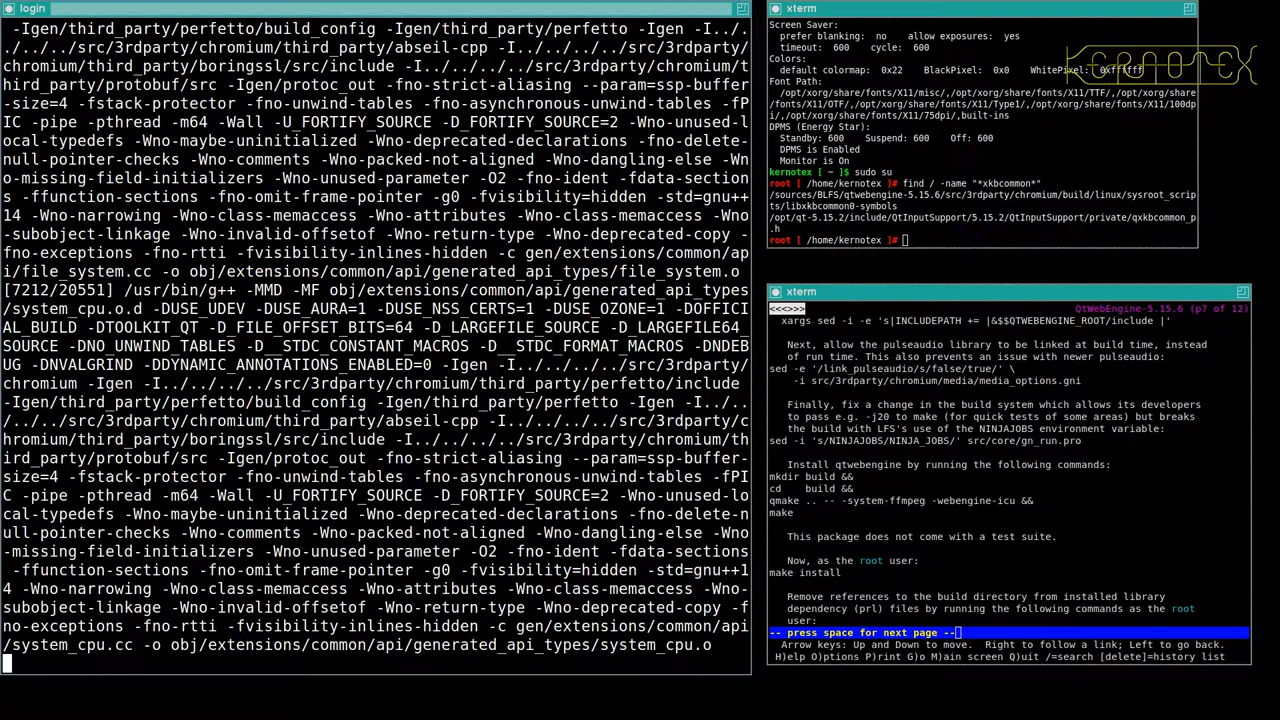 login
-Igen/third_party/perfetto/build_config -Igen/third_party/perfetto -Igen -I../.
./../../../src/3rdparty/chromium/third_party/abseil-cpp -I../../../../src/3rdparty/
chromium/third_party/boringssl/src/include -I../../../../src/3rdparty/chromium/t
hird_party/protobuf/src -Igen/protoc_out -fno-strict-aliasing --param=ssp-buffer
-size=4 -fstack-protector -fno-unwind-tables -fno-asynchronous-unwind-tables -fP
IC -pipe -pthread -m64 -Wall -U_FORTIFY_SOURCE -D_FORTIFY_SOURCE=2 -Wno-unused-l
ocal-typedefs -Wno-maybe-uninitialized -Wno-deprecated-declarations -fno-delete-
null-pointer-checks -Wno-comments -Wno-packed-not-aligned -Wno-dangling-else -Wn
o-missing-field-initializers -Wno-unused-parameter -O2 -fno-ident -fdata-section
s -ffunction-sections -fno-omit-frame-pointer -g0 -fvisibility=hidden -std=gnu++
14 -Wno-narrowing -Wno-class-memaccess -Wno-attributes -Wno-class-memaccess -Wno
-subobject-linkage -Wno-invalid-offsetof -Wno-return-type -Wno-deprecated-copy -
fno-exceptions -fno-rtti -fvisibility-inlines-hidden -c gen/extensions/common/ap
i/file_system.cc -o obj/extensions/common/api/generated_api_types/file_system.o
[7212/20551] /usr/bin/g++ -MMD -MF obj/extensions/common/api/generated_api_types
/system_cpu.o.d -DUSE_UDEV -DUSE_AURA=1 -DUSE_NSS_CERTS=1 -DUSE_OZONE=1 -DOFFICI
AL_BUILD -DTOOLKIT_QT -D_FILE_OFFSET_BITS=64 -D_LARGEFILE_SOURCE -D_LARGEFILE64_
SOURCE -DNO_UNWIND_TABLES -D__STDC_CONSTANT_MACROS -D__STDC_FORMAT_MACROS -DNDEB
UG -DNVALGRIND -DDYNAMIC_ANNOTATIONS_ENABLED=0 -Igen -I../../../../src/3rdparty/
chromium -Igen -I../../../../src/3rdparty/chromium/third_party/perfetto/include
-Igen/third_party/perfetto/build_config -Igen/third_party/perfetto -Igen -I../..
/../../src/3rdparty/chromium/third_party/abseil-cpp -I../../../../src/3rdparty/c
hromium/third_party/boringssl/src/include -I../../../../src/3rdparty/chromium/th
ird_party/protobuf/src -Igen/protoc_out -fno-strict-aliasing --param=ssp-buffer-
size=4 -fstack-protector -fno-unwind-tables -fno-asynchronous-unwind-tables -fPI
C -pipe -pthread -m64 -Wall -U_FORTIFY_SOURCE -D_FORTIFY_SOURCE=2 -Wno-unused-lo
cal-typedefs -Wno-maybe-uninitialized -Wno-deprecated-declarations -fno-delete-n
ull-pointer-checks -Wno-comments -Wno-packed-not-aligned -Wno-dangling-else -Wno
-missing-field-initializers -Wno-unused-parameter -O2 -fno-ident -fdata-sections
-ffunction-sections -fno-omit-frame-pointer -g0 -fvisibility=hidden -std=gnu++1
4 -Wno-narrowing -Wno-class-memaccess -Wno-attributes -Wno-class-memaccess -Wno-
subobject-linkage -Wno-invalid-offsetof -Wno-return-type -Wno-deprecated-copy -f
no-exceptions -fno-rtti -fvisibility-inlines-hidden -c gen/extensions/common/api
/system_cpu.cc -o obj/extensions/common/api/generated_api_types/system_cpu.o
xterm
Screen Saver:
prefer blanking:  no    allow exposures:  yes
timeout:  600    cycle:  600
Colors:
default colormap:  0x22    BlackPixel:  0x0    WhitePixel:  0xffffff
KERNOTEX
Font Path:
/opt/xorg/share/fonts/X11/misc/,/opt/xorg/share/fonts/X11/TTF/,/opt/xorg/share
/fonts/X11/OTF/,/opt/xorg/share/fonts/X11/Type1/,/opt/xorg/share/fonts/X11/100dp
i/,/opt/xorg/share/fonts/X11/75dpi/,built-ins
DPMS (Energy Star):
Standby: 600    Suspend: 600    Off: 600
DPMS is Enabled
Monitor is On
kernotex [ ~ ]$ sudo su
root [ /home/kernotex ]# find / -name "*xkbcommon*"
/sources/BLFS/qtwebengine-5.15.6/src/3rdparty/chromium/build/linux/sysroot_scrip
ts/libxkbcommon0-symbols
/opt/qt-5.15.2/include/QtInputSupport/5.15.2/QtInputSupport/private/qxkbcommon_p
.h
root [ /home/kernotex ]#
xterm
<<<>>> QtWebEngine-5.15.6 (p7 of 12)
xargs sed -i -e 's|INCLUDEPATH += |&$$QTWEBENGINE_ROOT/include |'
Next, allow the pulseaudio library to be linked at build time, instead
of run time. This also prevents an issue with newer pulseaudio:
sed -e '/link_pulseaudio/s/false/true/' \
-i src/3rdparty/chromium/media/media_options.gni
Finally, fix a change in the build system which allows its developers
to pass e.g. -j20 to make (for quick tests of some areas) but breaks
the build with LFS's use of the NINJAJOBS environment variable:
sed -i 's/NINJAJOBS/NINJA_JOBS/' src/core/gn_run.pro
Install qtwebengine by running the following commands:
mkdir build &&
cd    build &&
qmake .. -- -system-ffmpeg -webengine-icu &&
make
This package does not come with a test suite.
Now, as the root user:
make install
Remove references to the build directory from installed library
dependency (prl) files by running the following commands as the root
user:
-- press space for next page --
Arrow keys: Up and Down to move.  Right to follow a link; Left to go back.
H)elp O)ptions P)rint G)o M)ain screen Q)uit /=search [delete]=history list